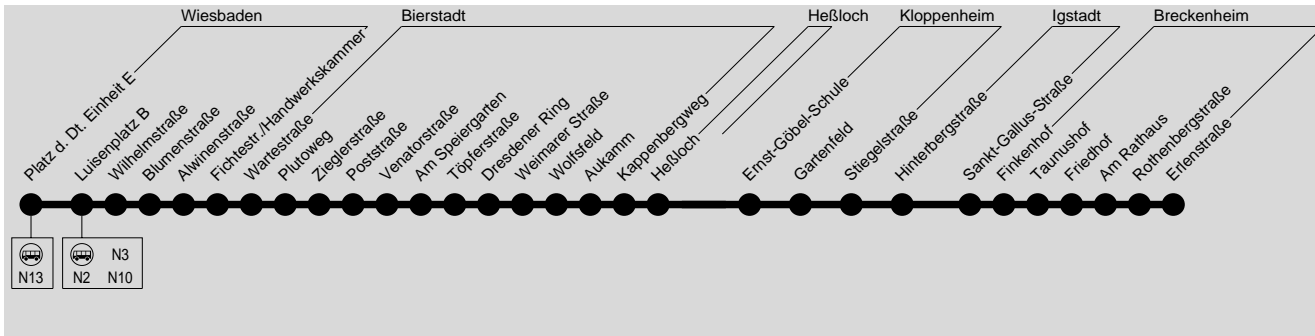 Wiesbaden
Bierstadt
Heßloch
Kloppenheim
Igstadt
Breckenheim
Platz d. Dt. Einheit E
Luisenplatz B
Wilhelmstraße
Blumenstraße
Alwinenstraße
Fichtestr./Handwerkskammer
Wartestraße
Plutoweg
Zieglerstraße
Poststraße
Venatorstraße
Am Speiergarten
Töpferstraße
Dresdener Ring
Weimarer Straße
Wolfsfeld
Aukamm
Kappenbergweg
Heßloch
Ernst-Göbel-Schule
Gartenfeld
Stiegelstraße
Hinterbergstraße
Sankt-Gallus-Straße
Finkenhof
Taunushof
Friedhof
Am Rathaus
Rothenbergstraße
Erlenstraße
N13
N3
N2 N10